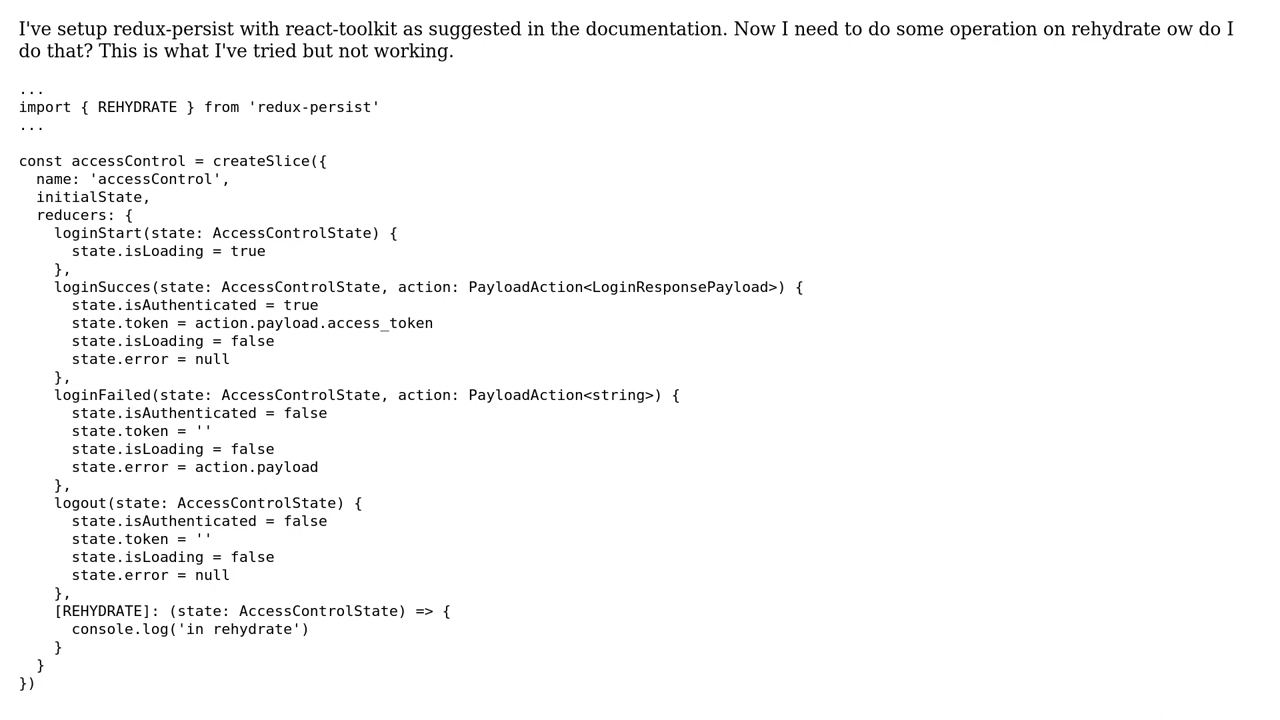 I've setup redux-persist with react-toolkit as suggested in the documentation. Now I need to do some operation on rehydrate ow do I
do that? This is what I've tried but not working.
...
import { REHYDRATE } from 'redux-persist'
...
const accessControl = createSlice({
  name: 'accessControl',
  initialState,
  reducers: {
    loginStart(state: AccessControlState) {
      state.isLoading = true
    },
    loginSucces(state: AccessControlState, action: PayloadAction<LoginResponsePayload>) {
      state.isAuthenticated = true
      state.token = action.payload.access_token
      state.isLoading = false
      state.error = null
    },
    loginFailed(state: AccessControlState, action: PayloadAction<string>) {
      state.isAuthenticated = false
      state.token = ''
      state.isLoading = false
      state.error = action.payload
    },
    logout(state: AccessControlState) {
      state.isAuthenticated = false
      state.token = ''
      state.isLoading = false
      state.error = null
    },
    [REHYDRATE]: (state: AccessControlState) => {
      console.log('in rehydrate')
    }
  }
})